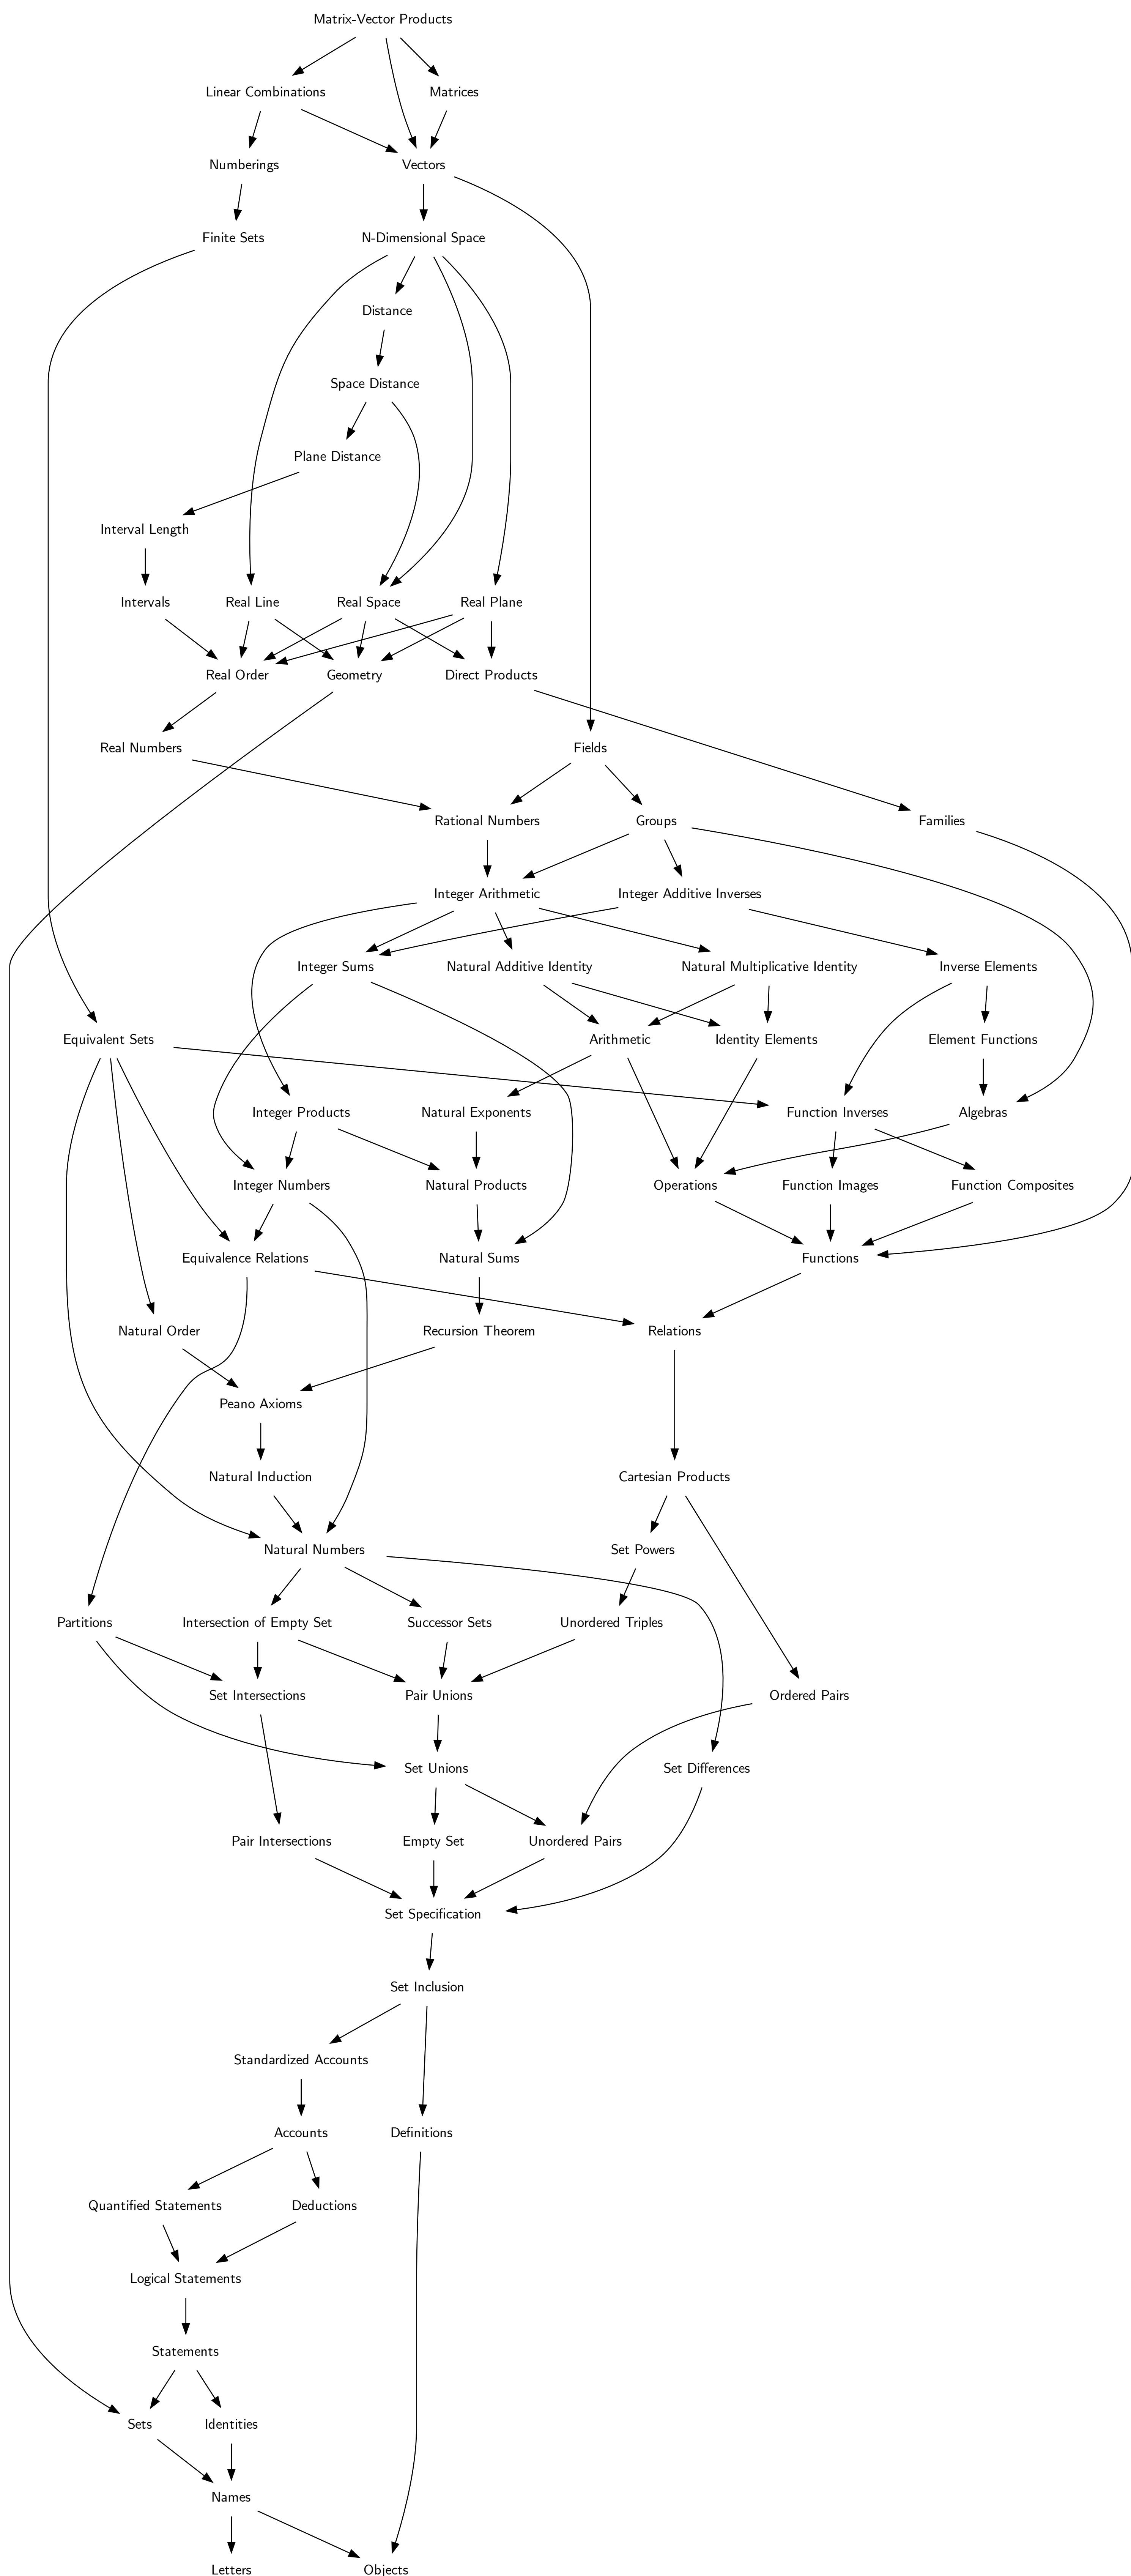 Matrix-Vector Products
Linear Combinations
Matrices
Numberings
Vectors
Finite Sets
N-Dimensional Space
Distance
Space Distance
Plane Distance
Interval Length
Intervals
Real Line
Real Space
Real Plane
Real Order
Geometry
Direct Products
Real Numbers
Fields
Rational Numbers
Groups
Families
Integer Arithmetic
Integer Additive Inverses
Integer Sums
Natural Additive Identity
Natural Multiplicative Identity
Inverse Elements
Equivalent Sets
Arithmetic
Identity Elements
Element Functions
Integer Products
Natural Exponents
Function Inverses
Algebras
Integer Numbers
Natural Products
Operations
Function Images
Function Composites
Equivalence Relations
Natural Sums
Functions
Natural Order
Recursion Theorem
Relations
Peano Axioms
Natural Induction
Cartesian Products
Natural Numbers
Set Powers
Partitions
Intersection of Empty Set
Successor Sets
Unordered Triples
Set Intersections
Pair Unions
Ordered Pairs
Set Unions
Set Differences
Pair Intersections
Empty Set
Unordered Pairs
Set Specification
Set Inclusion
Standardized Accounts
Accounts
Definitions
Quantified Statements
Deductions
Logical Statements
Statements
Sets
Identities
Names
Letters
Objects